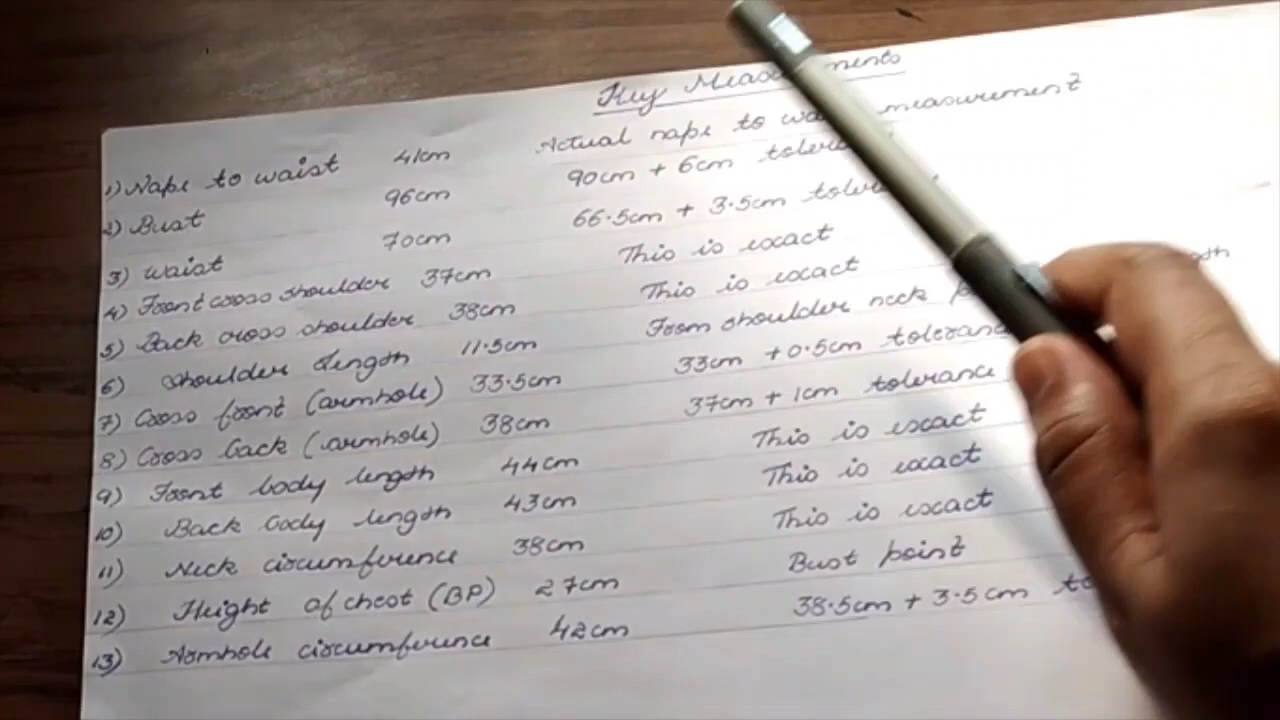 Key Measurements
1) Nape to waist 41cm Actual nape to measurement
2) Bust 96cm 90cm + 6cm
3) Waist 70cm 66.5cm + 3.5cm
4) Front cross shoulder 37cm This is exact
5) Back cross shoulder 38cm This is exact
6) Shoulder length 11.5cm From shoulder neck
7) Cross front (armhole) 33.5cm 33cm + 0.5cm tolerance
8) Cross back (armhole) 38cm 37cm + 1cm tolerance
9) Front body length 44cm This is exact
10) Back body length 43cm This is exact
11) Neck circumference 38cm This is exact
12) Height of chest (BP) 27cm Bust point
13) Armhole circumference 42cm 38.5cm + 3.5cm